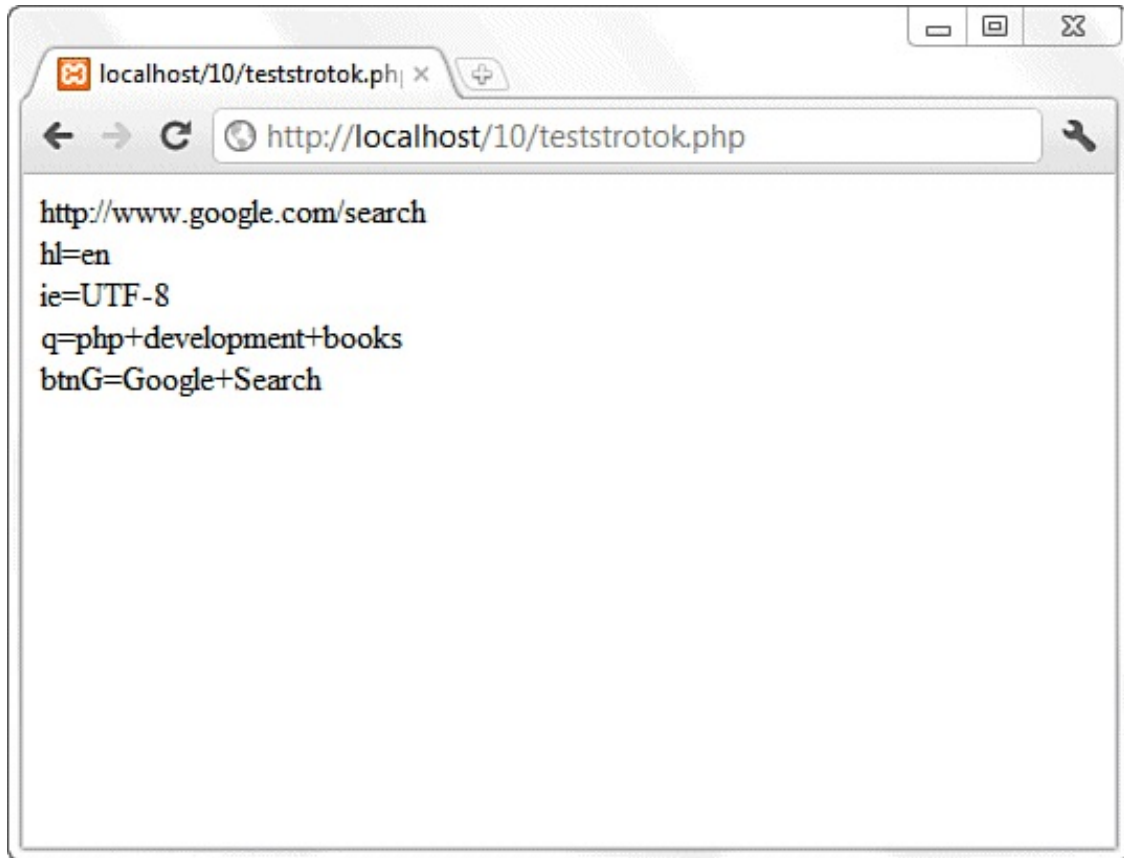 localhost/10/teststrotok.ph
http://localhost/10/teststrotok.php
http://www.google.com/search
hl=en
ie=UTF-8
q=php+development+books
btnG=Google+Search